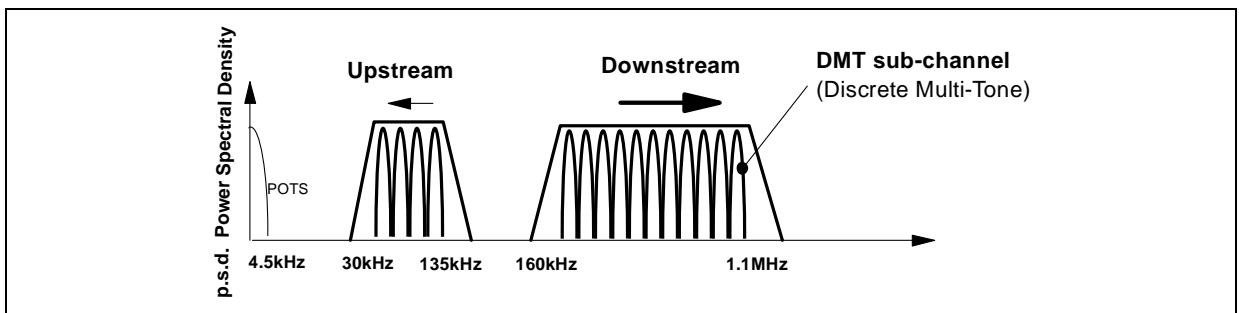 p.s.d. Power Spectral Density
Upstream
Downstream
DMT sub-channel
(Discrete Multi-Tone)
POTS
4.5kHz
30kHz
135kHz
160kHz
1.1MHz